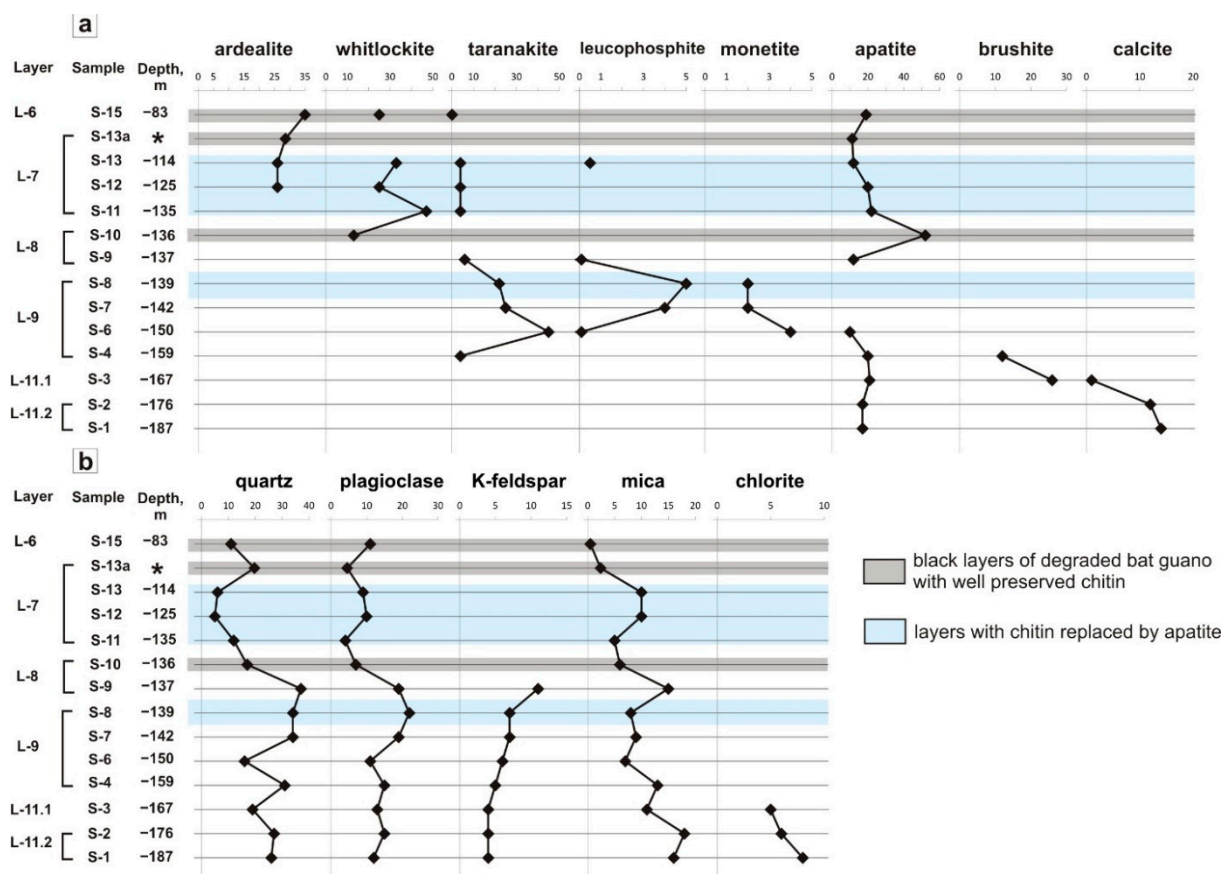 a
ardealite whitlockite taranakite leucophosphite monetite apatite brushite calcite
Layer Sample Depth, m
0 5 15 25 35 0 10 30 50 0 10 30 50 0 1 3 5 0 1 3 5 0 20 40 60 0 10 20 30 0 10 20
L-6 S-15 −83
S-13a *
S-13 −114
L-7 S-12 −125
S-11 −135
L-8 S-10 −136
S-9 −137
S-8 −139
L-9 S-7 −142
S-6 −150
S-4 −159
L-11.1 S-3 −167
L-11.2 S-2 −176
S-1 −187
b
quartz plagioclase K-feldspar mica chlorite
Layer Sample Depth, m
0 10 20 30 40 0 10 20 30 0 5 10 15 0 5 10 15 20 0 5 10
L-6 S-15 −83
S-13a *
S-13 −114
L-7 S-12 −125
S-11 −135
L-8 S-10 −136
S-9 −137
S-8 −139
L-9 S-7 −142
S-6 −150
S-4 −159
L-11.1 S-3 −167
L-11.2 S-2 −176
S-1 −187
black layers of degraded bat guano
with well preserved chitin
layers with chitin replaced by apatite